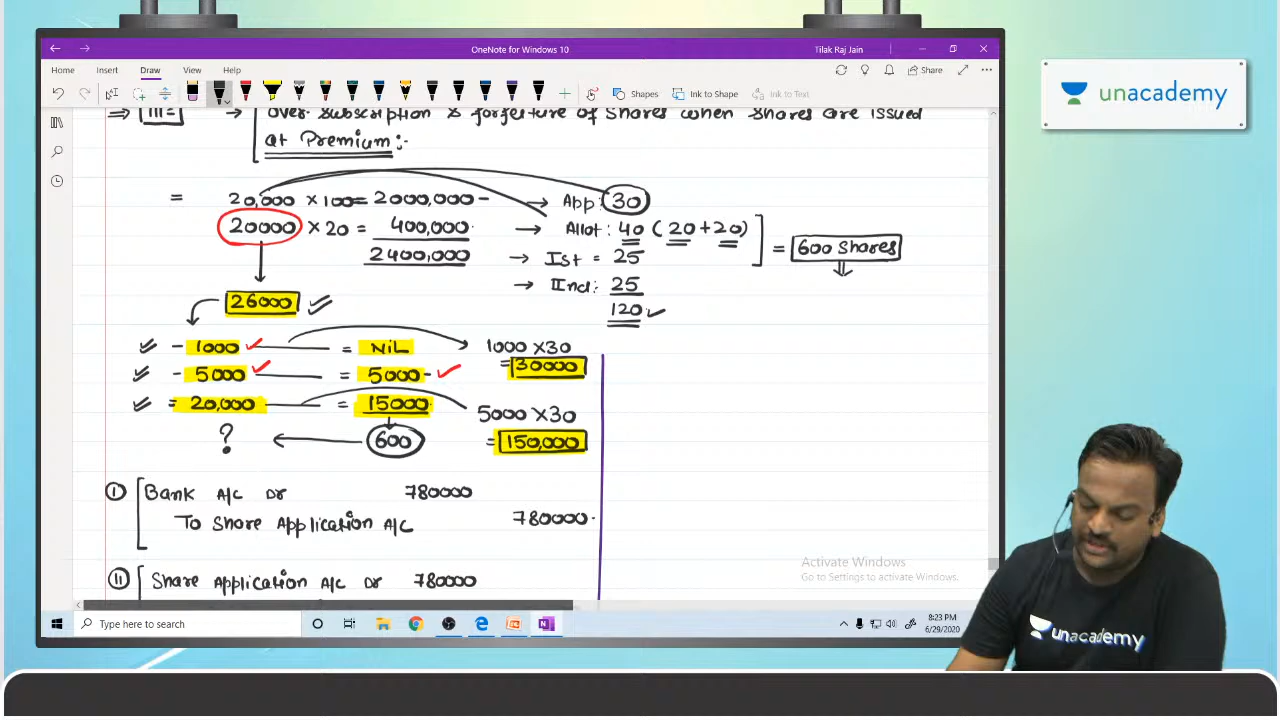 OneNote for Windows 10
Tilak Raj Jain
Home Insert Draw View Help
Share
Shapes
Ink to Shape
Ink to Text
unacademy
⇒ III= → Over Subscription & forfeture of Shares when Shares are issued
at Premium:-
= 20,000 × 100 = 2000,000 - → App: 30
20000 × 20 = 400,000 → Allot: 40 (20+20)
2400,000 → Ist = 25
= 600 Shares
→ IInd: 25
120
26000
- 1000 = NiL 1000 × 30
= 30000
- 5000 = 5000 -
= 20,000 = 15000 5000 × 30
? 600 = 150,000
I Bank A/c Dr 780000
To Share Application A/c 780000
II Share Application A/c Dr 780000
Activate Windows
Go to Settings to activate Windows.
Type here to search
8:23 PM
6/29/2020
unacademy